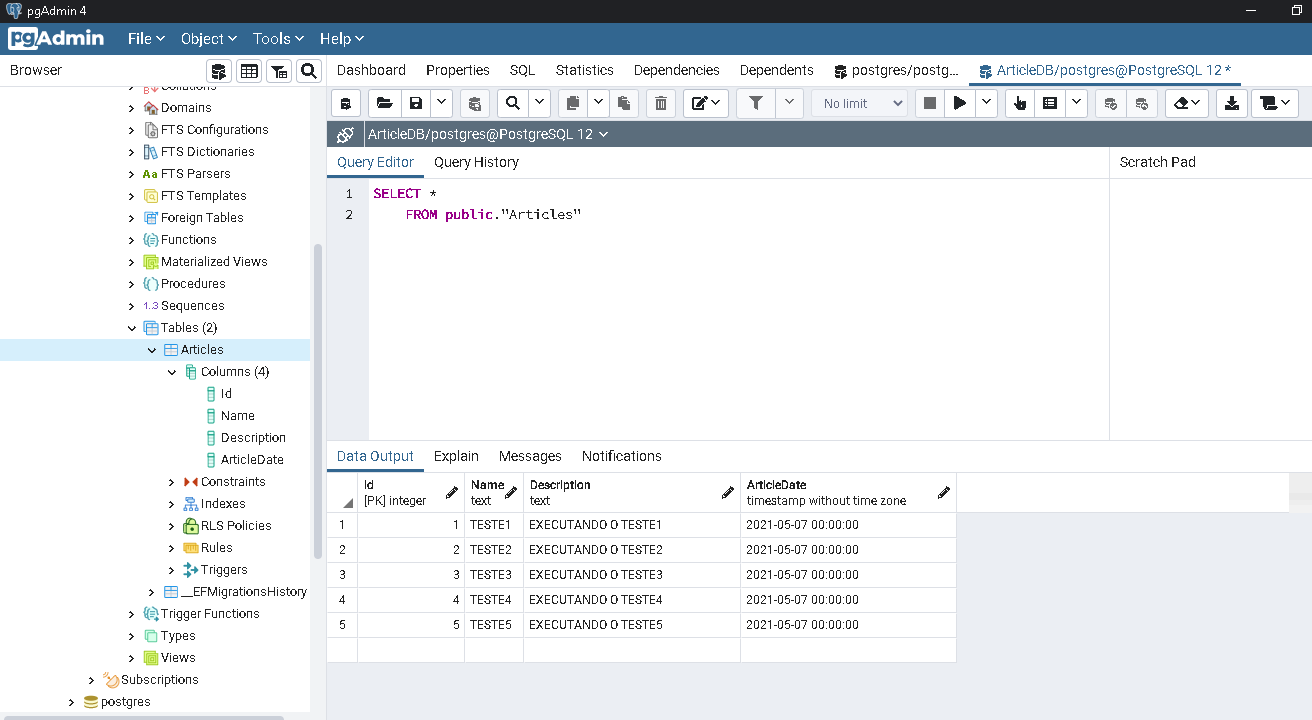 pgAdmin 4
pgAdmin File Object Tools Help
Browser
Dashboard Properties SQL Statistics Dependencies Dependents postgres/postg... ArticleDB/postgres@PostgreSQL 12 *
No limit
ArticleDB/postgres@PostgreSQL 12
Query Editor Query History
Scratch Pad
1 SELECT *
2 FROM public."Articles"
Collations
Domains
FTS Configurations
FTS Dictionaries
Aa FTS Parsers
FTS Templates
Foreign Tables
Functions
Materialized Views
Procedures
1.3 Sequences
Tables (2)
Articles
Columns (4)
Id
Name
Description
ArticleDate
Constraints
Indexes
RLS Policies
Rules
Triggers
__EFMigrationsHistory
Trigger Functions
Types
Views
Subscriptions
postgres
Data Output Explain Messages Notifications
Id Name Description ArticleDate
[PK] integer text text timestamp without time zone
1 1 TESTE1 EXECUTANDO O TESTE1 2021-05-07 00:00:00
2 2 TESTE2 EXECUTANDO O TESTE2 2021-05-07 00:00:00
3 3 TESTE3 EXECUTANDO O TESTE3 2021-05-07 00:00:00
4 4 TESTE4 EXECUTANDO O TESTE4 2021-05-07 00:00:00
5 5 TESTE5 EXECUTANDO O TESTE5 2021-05-07 00:00:00